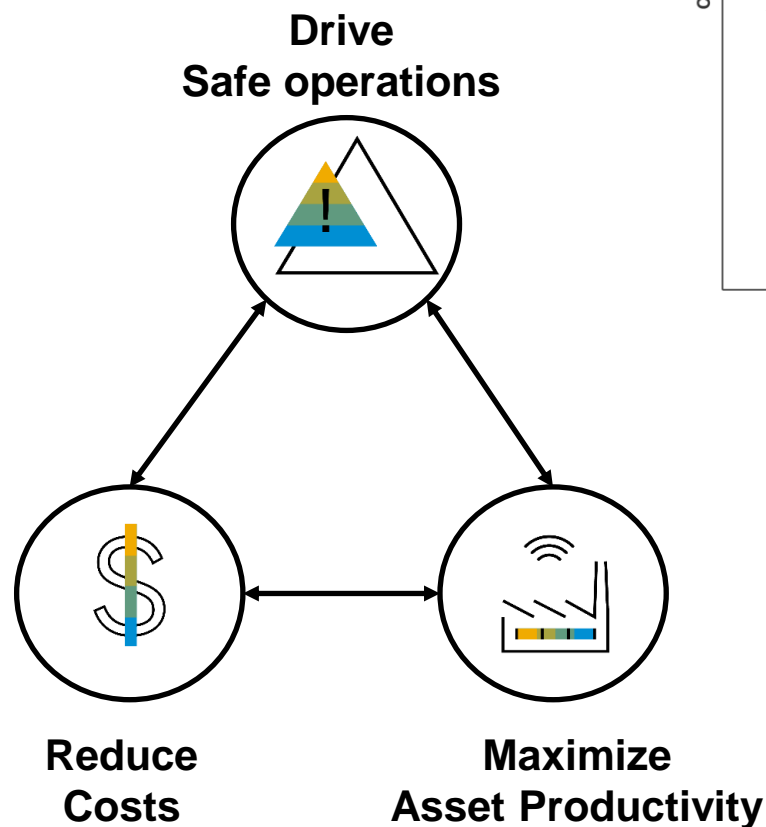 Drive
Safe operations
!
$
Reduce
Costs
Maximize
Asset Productivity